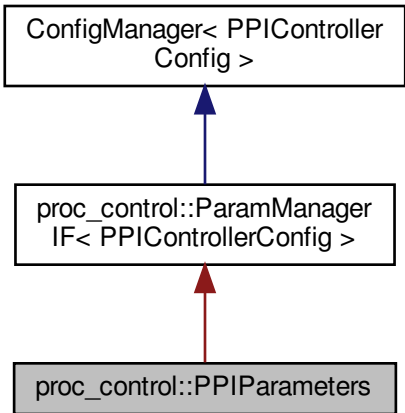 ConfigManager< PPIController
Config >
proc_control::ParamManager
IF< PPIControllerConfig >
proc_control::PPIParameters